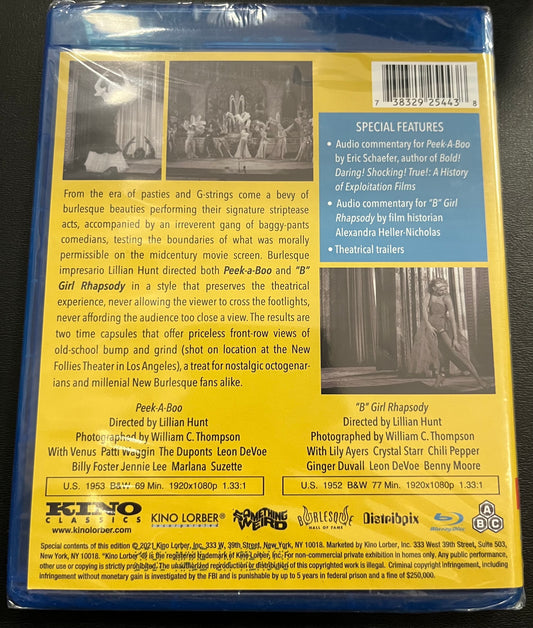 7 38329 25443 8
SPECIAL FEATURES
• Audio commentary for Peek-A-Boo
by Eric Schaefer, author of Bold!
Daring! Shocking! True!: A History
of Exploitation Films
• Audio commentary for "B" Girl
Rhapsody by film historian
Alexandra Heller-Nicholas
• Theatrical trailers
From the era of pasties and G-strings come a bevy of
burlesque beauties performing their signature striptease
acts, accompanied by an irreverent gang of baggy-pants
comedians, testing the boundaries of what was morally
permissible on the midcentury movie screen. Burlesque
impresario Lillian Hunt directed both Peek-a-Boo and "B"
Girl Rhapsody in a style that preserves the theatrical
experience, never allowing the viewer to cross the footlights,
never affording the audience too close a view. The results are
two time capsules that offer priceless front-row views of
old-school bump and grind (shot on location at the New
Follies Theater in Los Angeles), a treat for nostalgic octogenar-
ians and millenial New Burlesque fans alike.
Peek-A-Boo
Directed by Lillian Hunt
Photographed by William C. Thompson
With Venus Patti Waggin The Duponts Leon DeVoe
Billy Foster Jennie Lee Marlana Suzette
U.S. 1953 B&W 69 Min. 1920x1080p 1.33:1
"B" Girl Rhapsody
Directed by Lillian Hunt
Photographed by William C. Thompson
With Lily Ayers Crystal Starr Chili Pepper
Ginger Duvall Leon DeVoe Benny Moore
U.S. 1952 B&W 77 Min. 1920x1080p 1.33:1
KINO
CLASSICS
www.kinolorber.com
KINO LORBER®
incorporated
SOMETHING
WEIRD
BURLESQUE
HALL OF FAME
Distribpix
Blu-ray Disc
A
B C
Special contents of this edition © 2021 Kino Lorber, Inc. 333 W. 39th Street, New York,
NY 10018. Kino Lorber ® is the registered trademark of Kino Lorber, Inc. For non-commercial private exhibition in homes only. Any public performance,
other use or copying is strictly prohibited. The unauthorized reproduction or distribution of this copyrighted work is illegal. Criminal copyright infringement, including
infringement without monetary gain is investigated by the FBI and is punishable by up to 5 years in federal prison and a fine of $250,000.